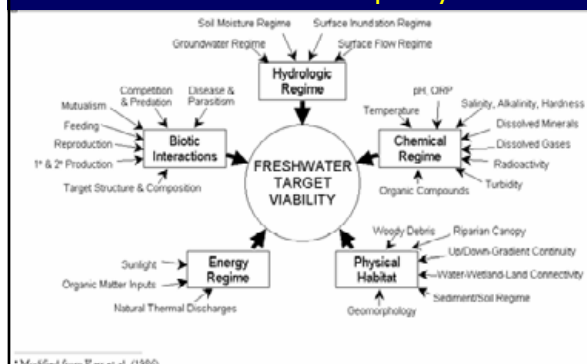 Soil Moisture Regime
Surface Inundation Regime
Groundwater Regime
Surface Flow Regime
Hydrologic
Regime
Competition
& Predation
Disease &
Parasitism
Mutualism
Feeding
Reproduction
1° & 2° Production
Biotic
Interactions
Target Structure & Composition
pH, ORP
Salinity, Alkalinity, Hardness
Temperature
Dissolved Minerals
Dissolved Gases
Radioactivity
Turbidity
Chemical
Regime
Organic Compounds
FRESHWATER
TARGET
VIABILITY
Sunlight
Organic Matter Inputs
Natural Thermal Discharges
Energy
Regime
Woody Debris
Riparian Canopy
Up/Down-Gradient Continuity
Water-Wetland-Land Connectivity
Sediment/Soil Regime
Geomorphology
Physical
Habitat